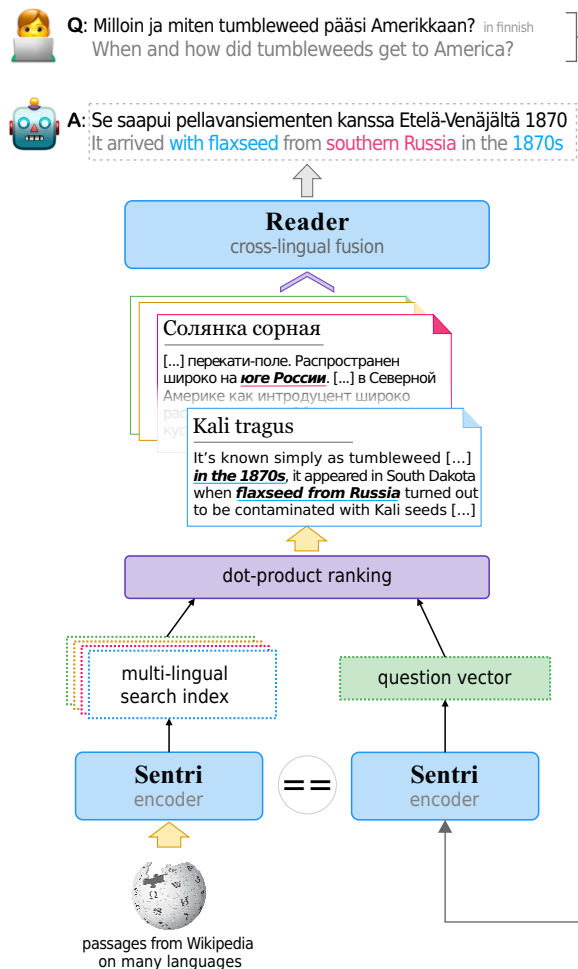 Q: Milloin ja miten tumbleweed pääsi Amerikkaan? in finnish
When and how did tumbleweeds get to America?
A: Se saapui pellavansiementen kanssa Etelä-Venäjältä 1870
It arrived with flaxseed from southern Russia in the 1870s
Reader
cross-lingual fusion
Солянка сорная
[...] перекати-поле. Распространен
широко на юге России. [...] в Северной
Америке как интродуцент широко
Kali tragus
It's known simply as tumbleweed [...]
in the 1870s, it appeared in South Dakota
when flaxseed from Russia turned out
to be contaminated with Kali seeds [...]
dot-product ranking
multi-lingual
search index
question vector
Sentri
encoder
==
Sentri
encoder
passages from Wikipedia
on many languages